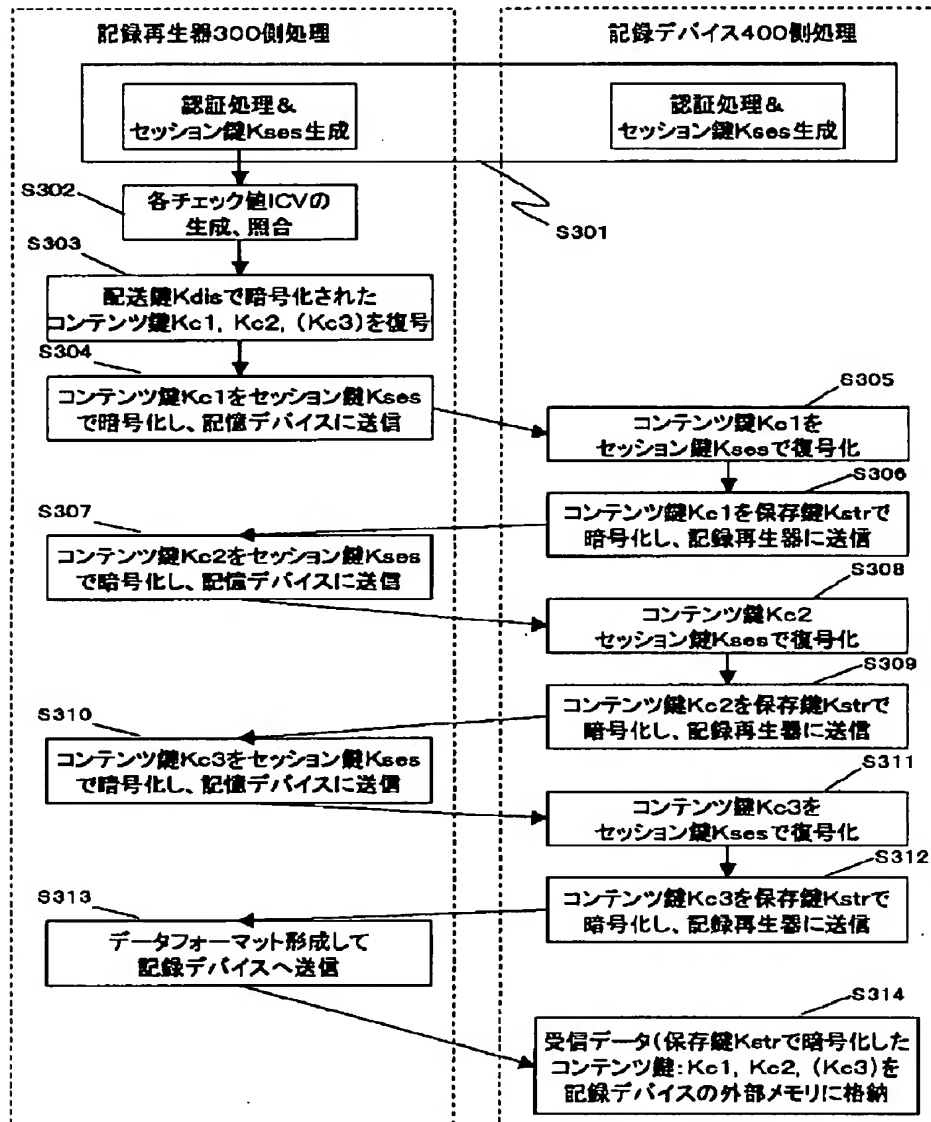 記録再生器300側処理
記録デバイス400側処理
認証処理&
セッション鍵Kses生成
認証処理&
セッション鍵Kses生成
S301
S302
各チェック値ICVの
生成、照合
S303
配送鍵Kdisで暗号化された
コンテンツ鍵Kc1, Kc2, (Kc3)を復号
S304
コンテンツ鍵Kc1をセッション鍵Kses
で暗号化し、記憶デバイスに送信
S305
コンテンツ鍵Kc1を
セッション鍵Ksesで復号化
S306
コンテンツ鍵Kc1を保存鍵Kstrで
暗号化し、記録再生器に送信
S307
コンテンツ鍵Kc2をセッション鍵Kses
で暗号化し、記憶デバイスに送信
S308
コンテンツ鍵Kc2
セッション鍵Ksesで復号化
S309
コンテンツ鍵Kc2を保存鍵Kstrで
暗号化し、記録再生器に送信
S310
コンテンツ鍵Kc3をセッション鍵Kses
で暗号化し、記憶デバイスに送信
S311
コンテンツ鍵Kc3を
セッション鍵Ksesで復号化
S312
コンテンツ鍵Kc3を保存鍵Kstrで
暗号化し、記録再生器に送信
S313
データフォーマット形成して
記録デバイスへ送信
S314
受信データ(保存鍵Kstrで暗号化した
コンテンツ鍵:Kc1, Kc2, (Kc3)を
記録デバイスの外部メモリに格納